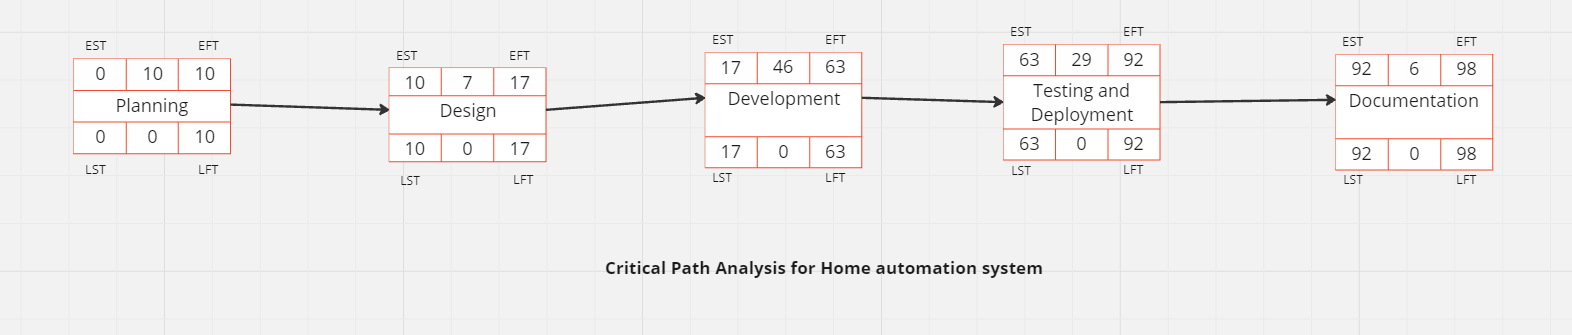 EST EFT
0 10 10
Planning
0 0 10
LST LFT
EST EFT
10 7 17
Design
10 0 17
LST LFT
EST EFT
17 46 63
Development
17 0 63
LST LFT
EST EFT
63 29 92
Testing and
Deployment
63 0 92
LST LFT
EST EFT
92 6 98
Documentation
92 0 98
LST LFT
Critical Path Analysis for Home automation system